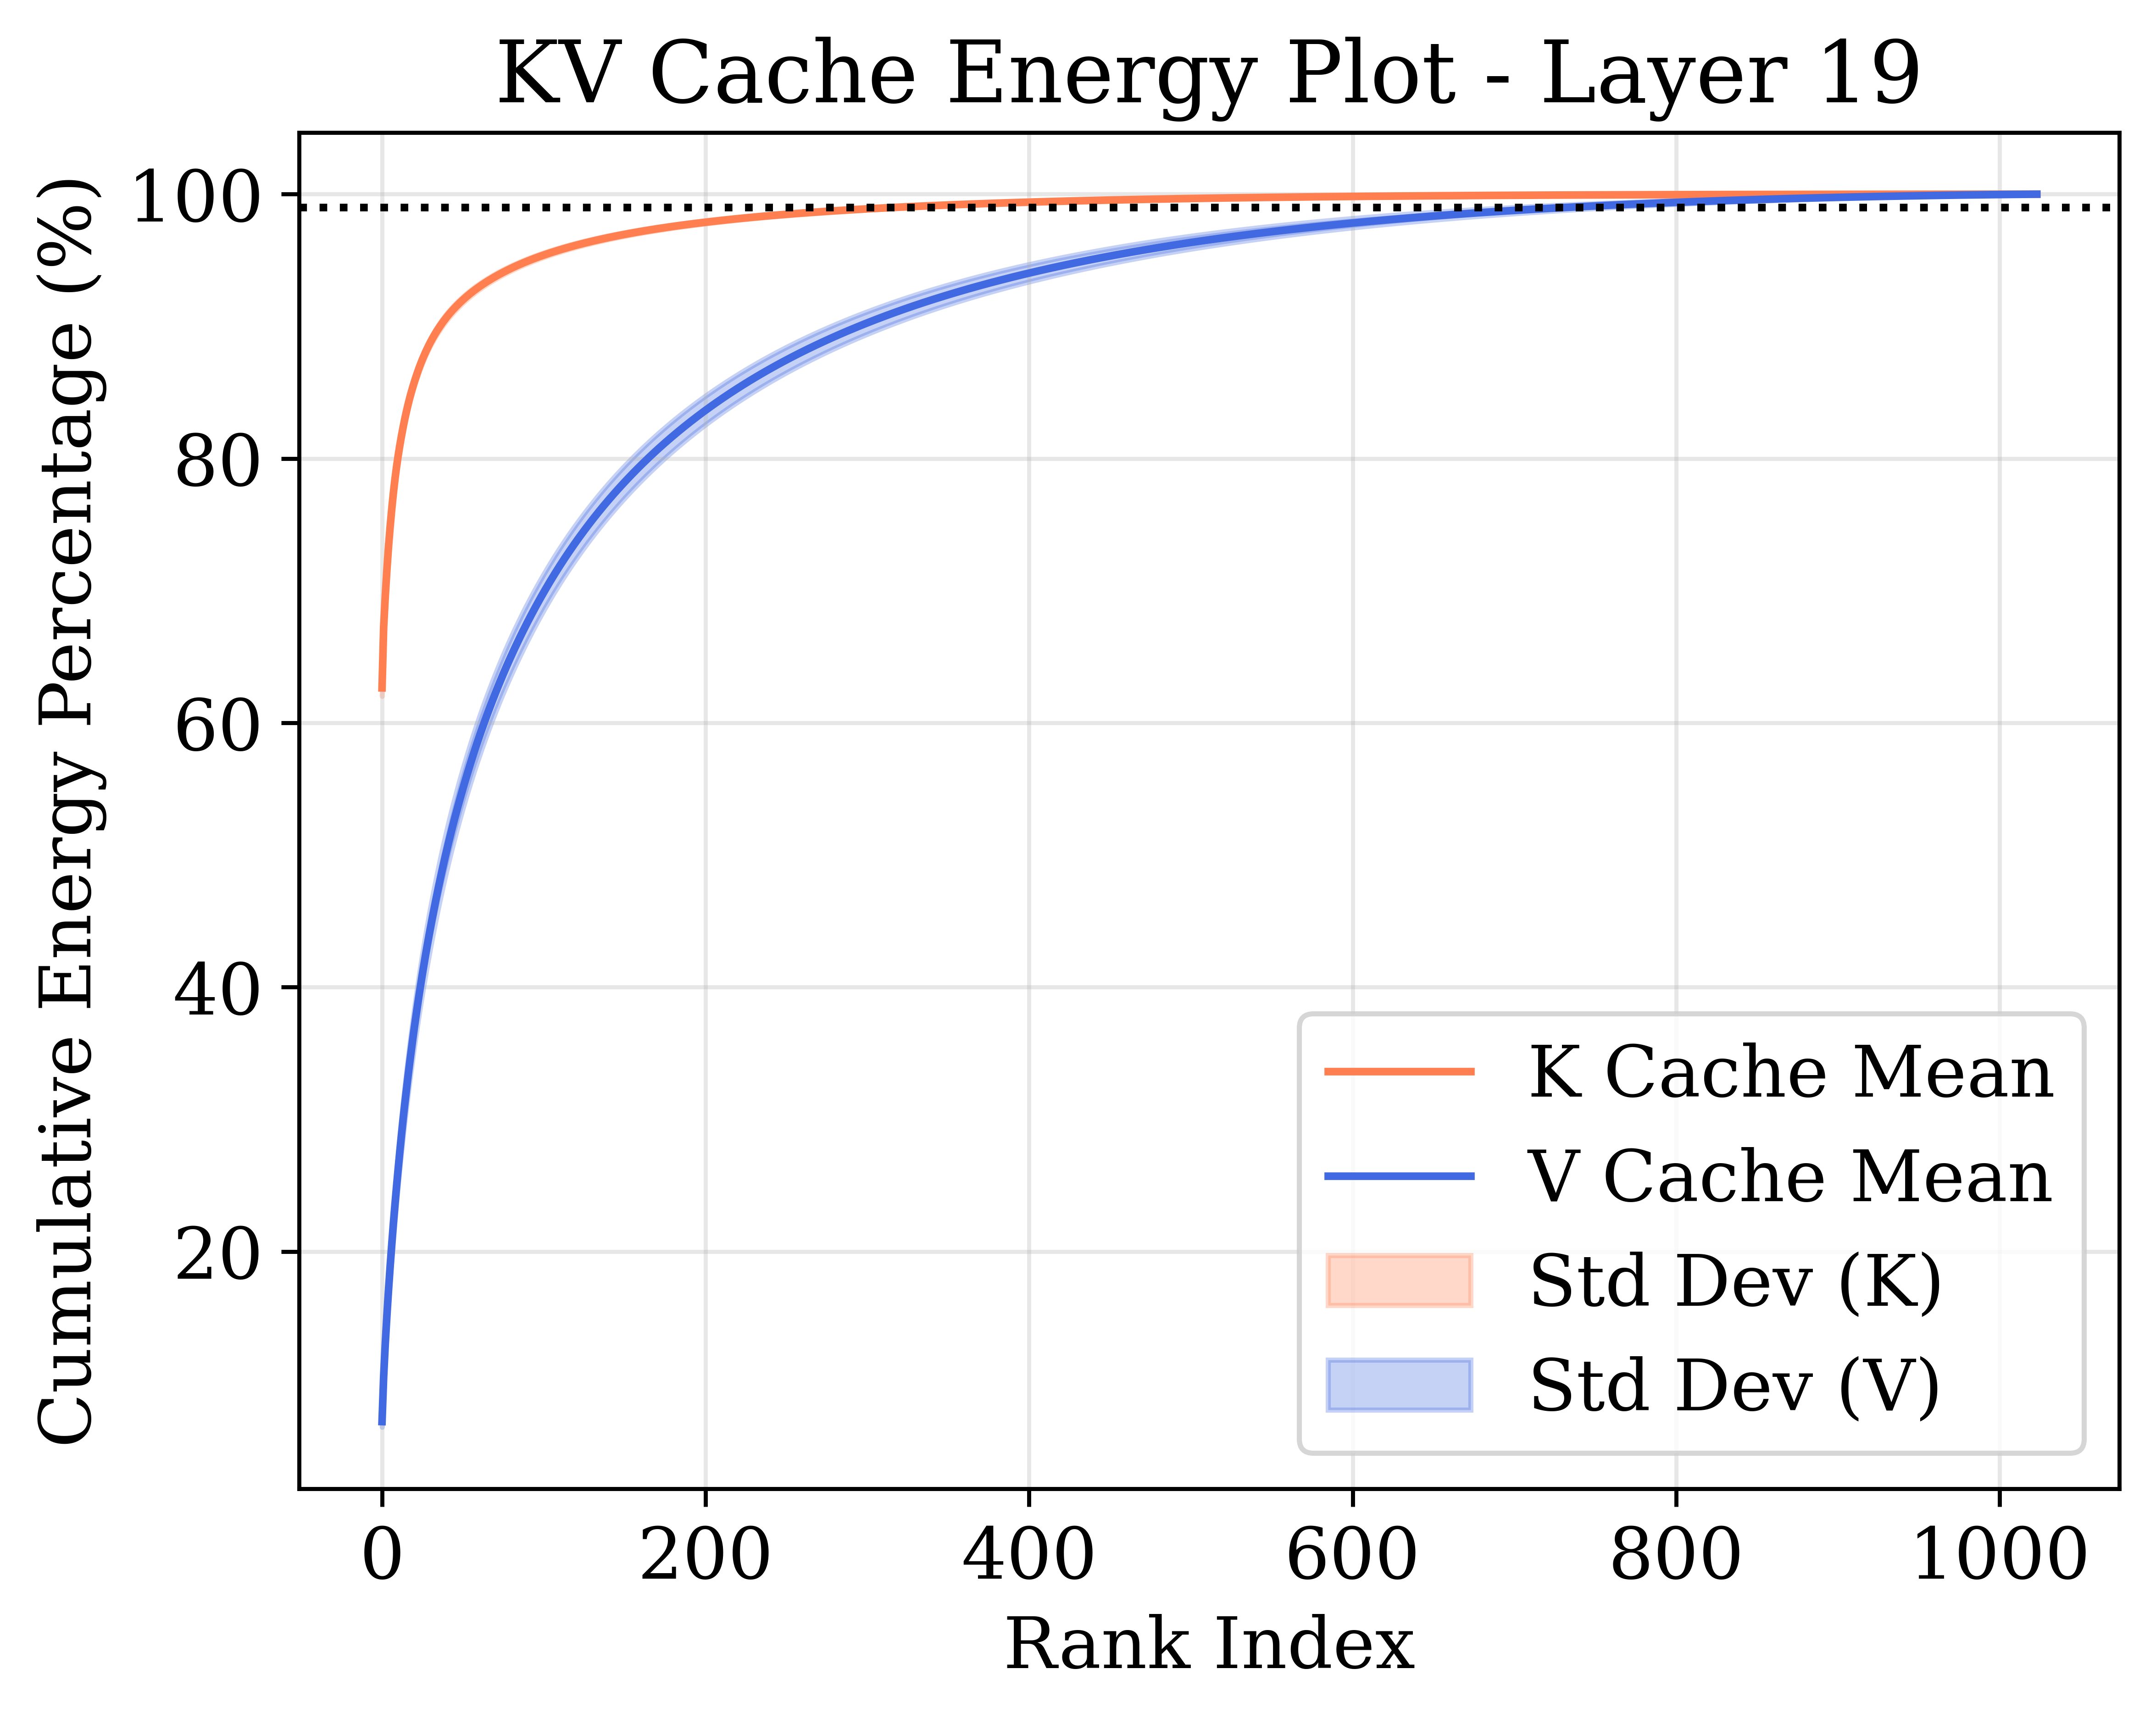 KV Cache Energy Plot - Layer 19
Cumulative Energy Percentage (%)
100
80
60
40
20
K Cache Mean
V Cache Mean
Std Dev (K)
Std Dev (V)
0 200 400 600 800 1000
Rank Index